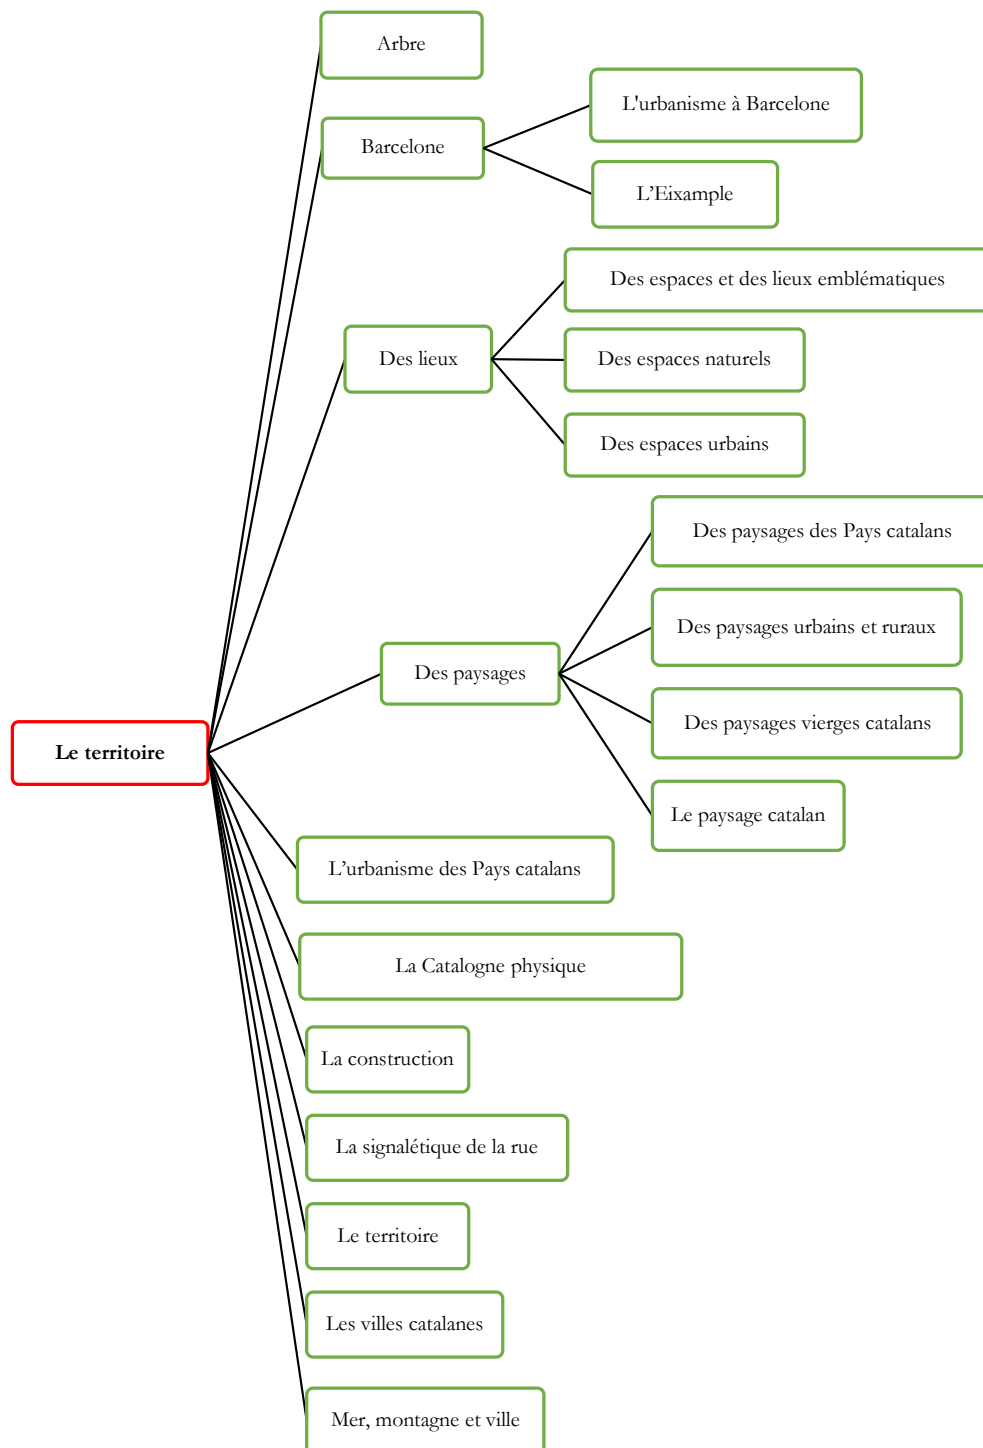 Arbre
L'urbanisme à Barcelone
Barcelone
L’Eixample
Des espaces et des lieux emblématiques
Des lieux
Des espaces naturels
Des espaces urbains
Des paysages des Pays catalans
Des paysages urbains et ruraux
Des paysages
Des paysages vierges catalans
Le territoire
Le paysage catalan
L’urbanisme des Pays catalans
La Catalogne physique
La construction
La signalétique de la rue
Le territoire
Les villes catalanes
Mer, montagne et ville